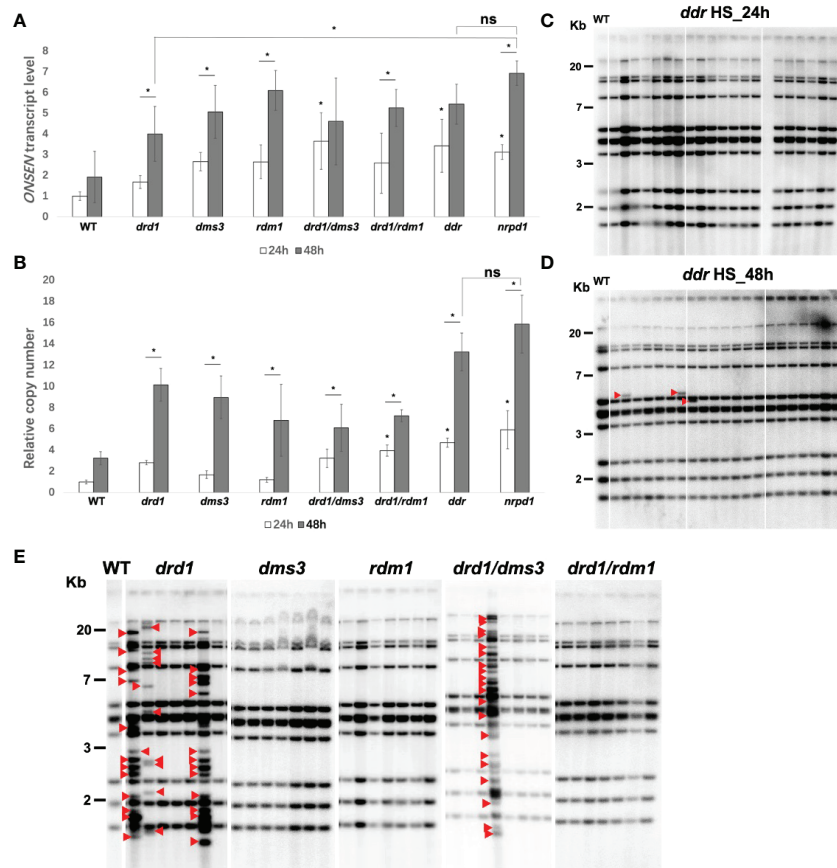 A
ns
*
ONSEN transcript level
8
7
6
5
4
3
2
1
0
* * * * * * * * *
WT drd1 dms3 rdm1 drd1/dms3 drd1/rdm1 ddr nrpd1
24h 48h
B
ns
Relative copy number
20
18
16
14
12
10
8
6
4
2
0
* * * * * * * * * *
WT drd1 dms3 rdm1 drd1/dms3 drd1/rdm1 ddr nrpd1
24h 48h
C
ddr HS_24h
Kb WT
20
7
3
2
D
ddr HS_48h
Kb WT
20
7
3
2
E
WT drd1 dms3 rdm1 drd1/dms3 drd1/rdm1
Kb
20
7
3
2